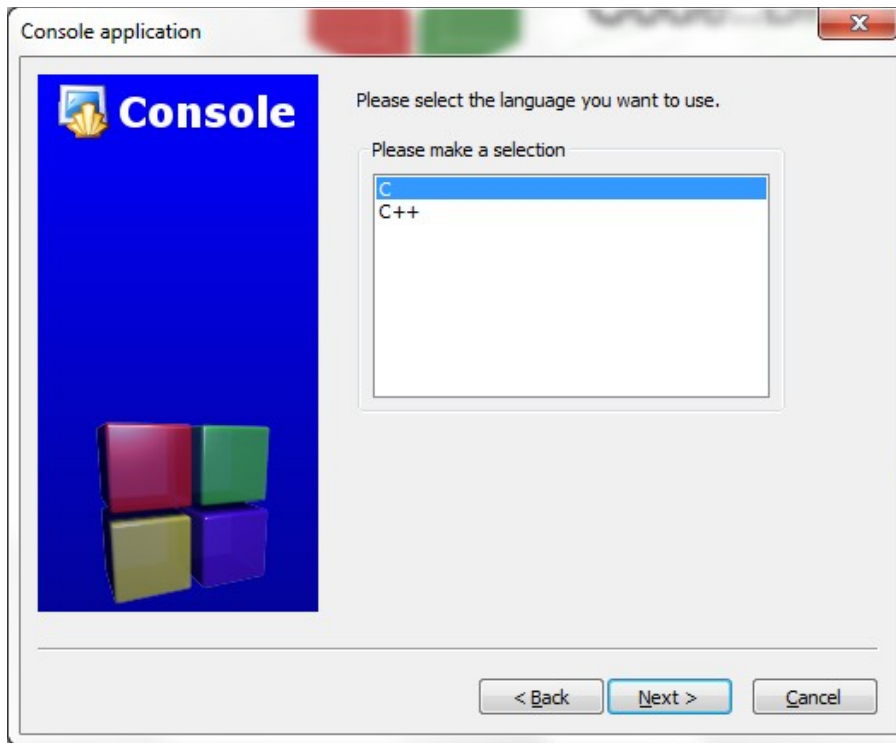 Console application
Console
Please select the language you want to use.
Please make a selection
C
C++
< Back
Next >
Cancel